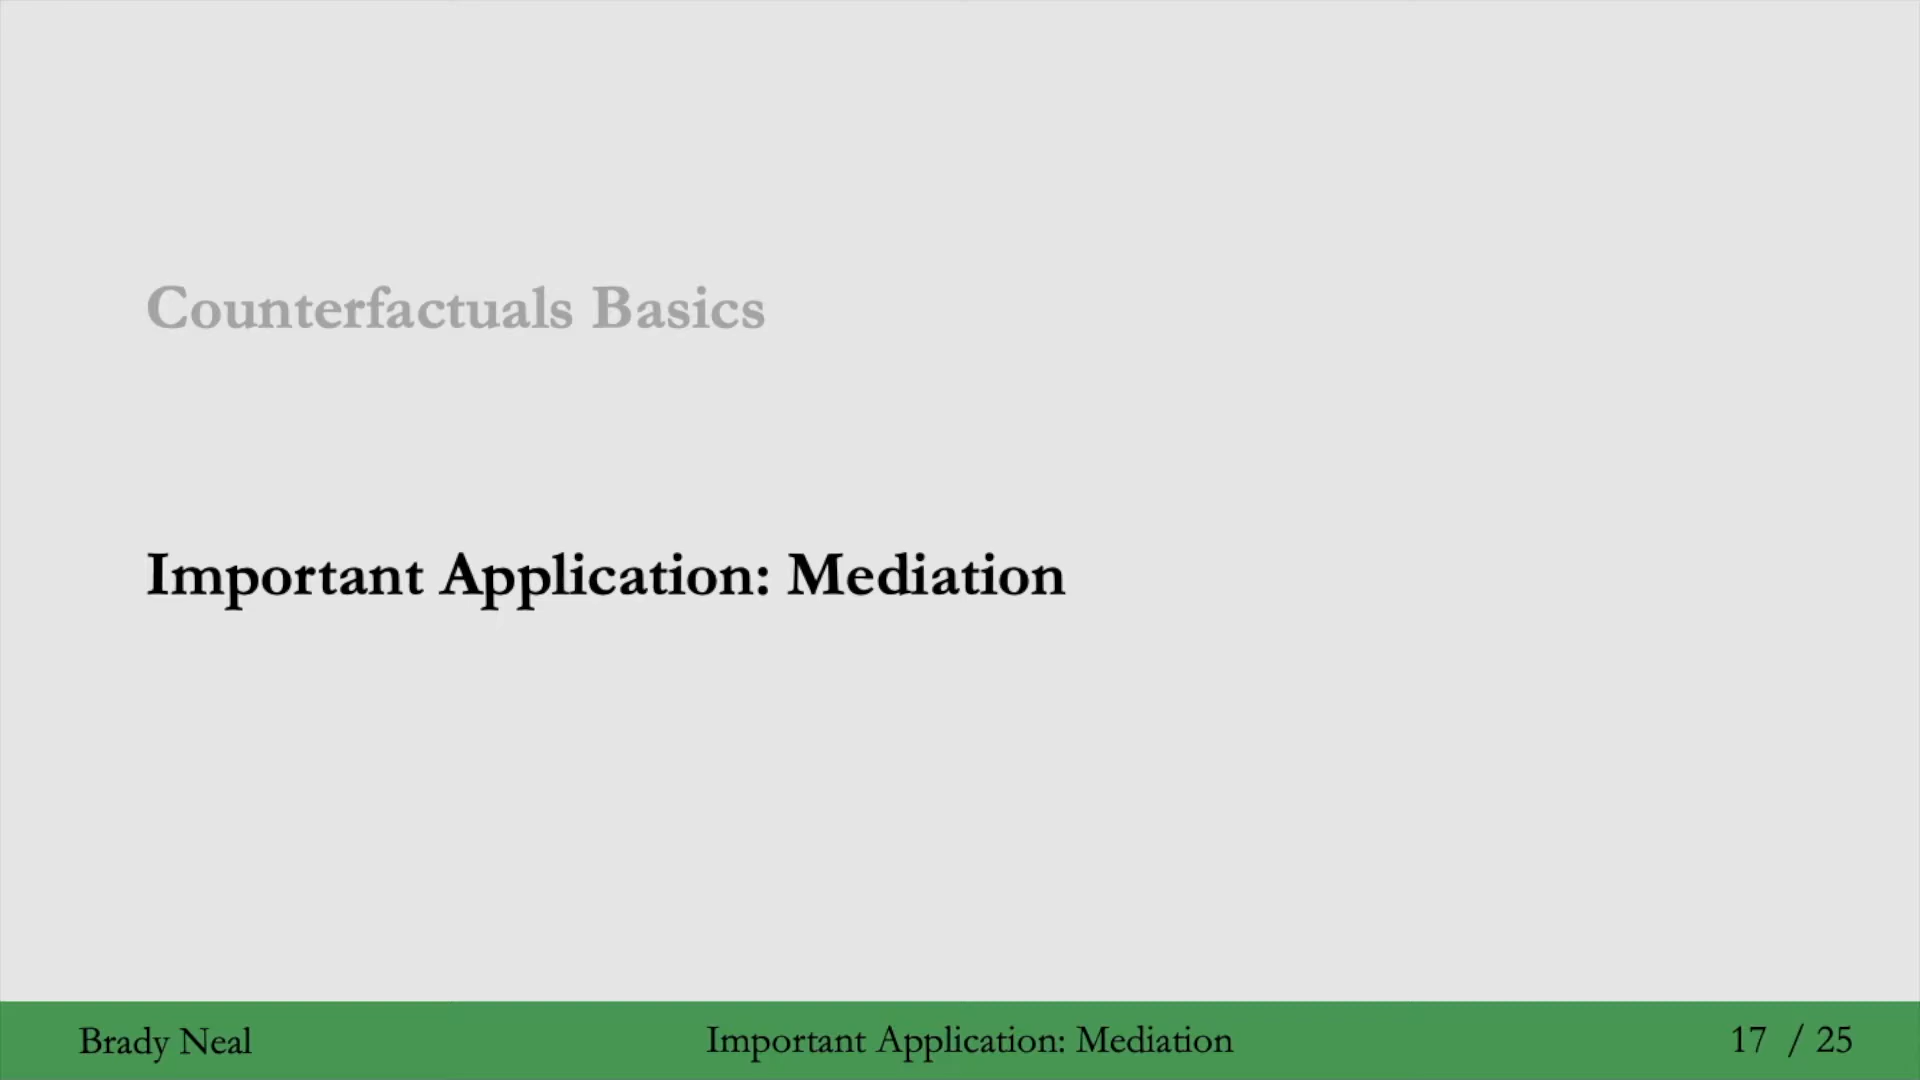 Counterfactuals Basics
Important Application: Mediation
Brady Neal
Important Application: Mediation
17 / 25